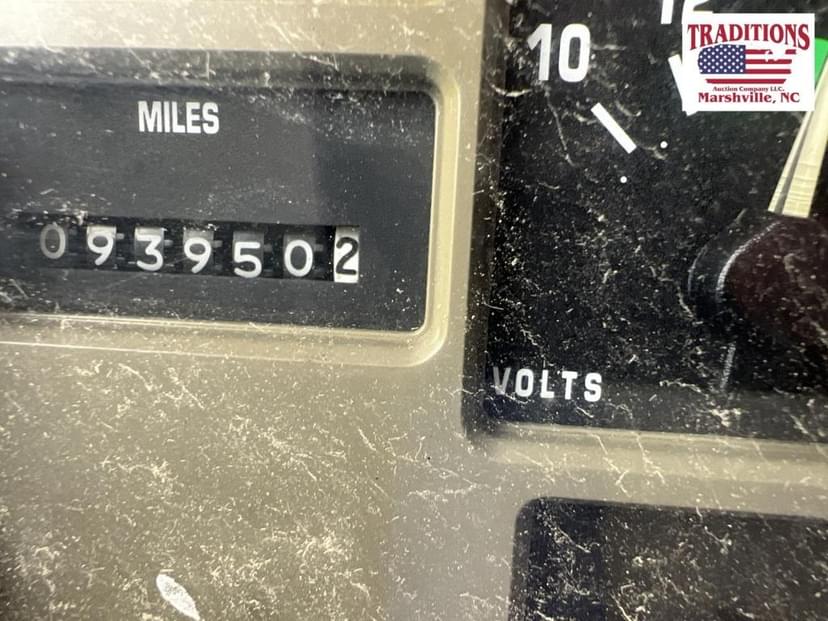 MILES
0939502
10
12
VOLTS
TRADITIONS
Auction Company LLC.
Marshville, NC